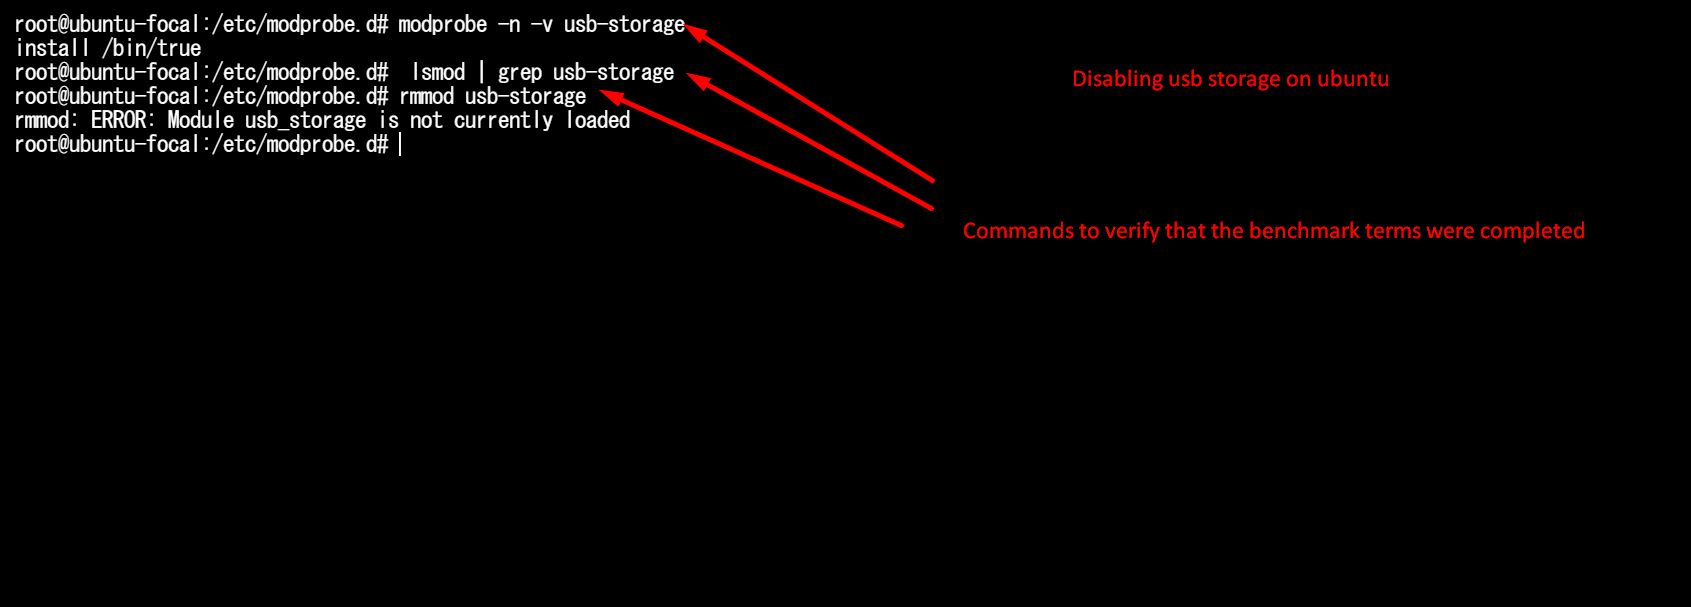 root@ubuntu-focal:/etc/modprobe.d# modprobe -n -v usb-storage
install /bin/true
root@ubuntu-focal:/etc/modprobe.d#  lsmod | grep usb-storage
root@ubuntu-focal:/etc/modprobe.d# rmmod usb-storage
rmmod: ERROR: Module usb_storage is not currently loaded
root@ubuntu-focal:/etc/modprobe.d#
Disabling usb storage on ubuntu
Commands to verify that the benchmark terms were completed